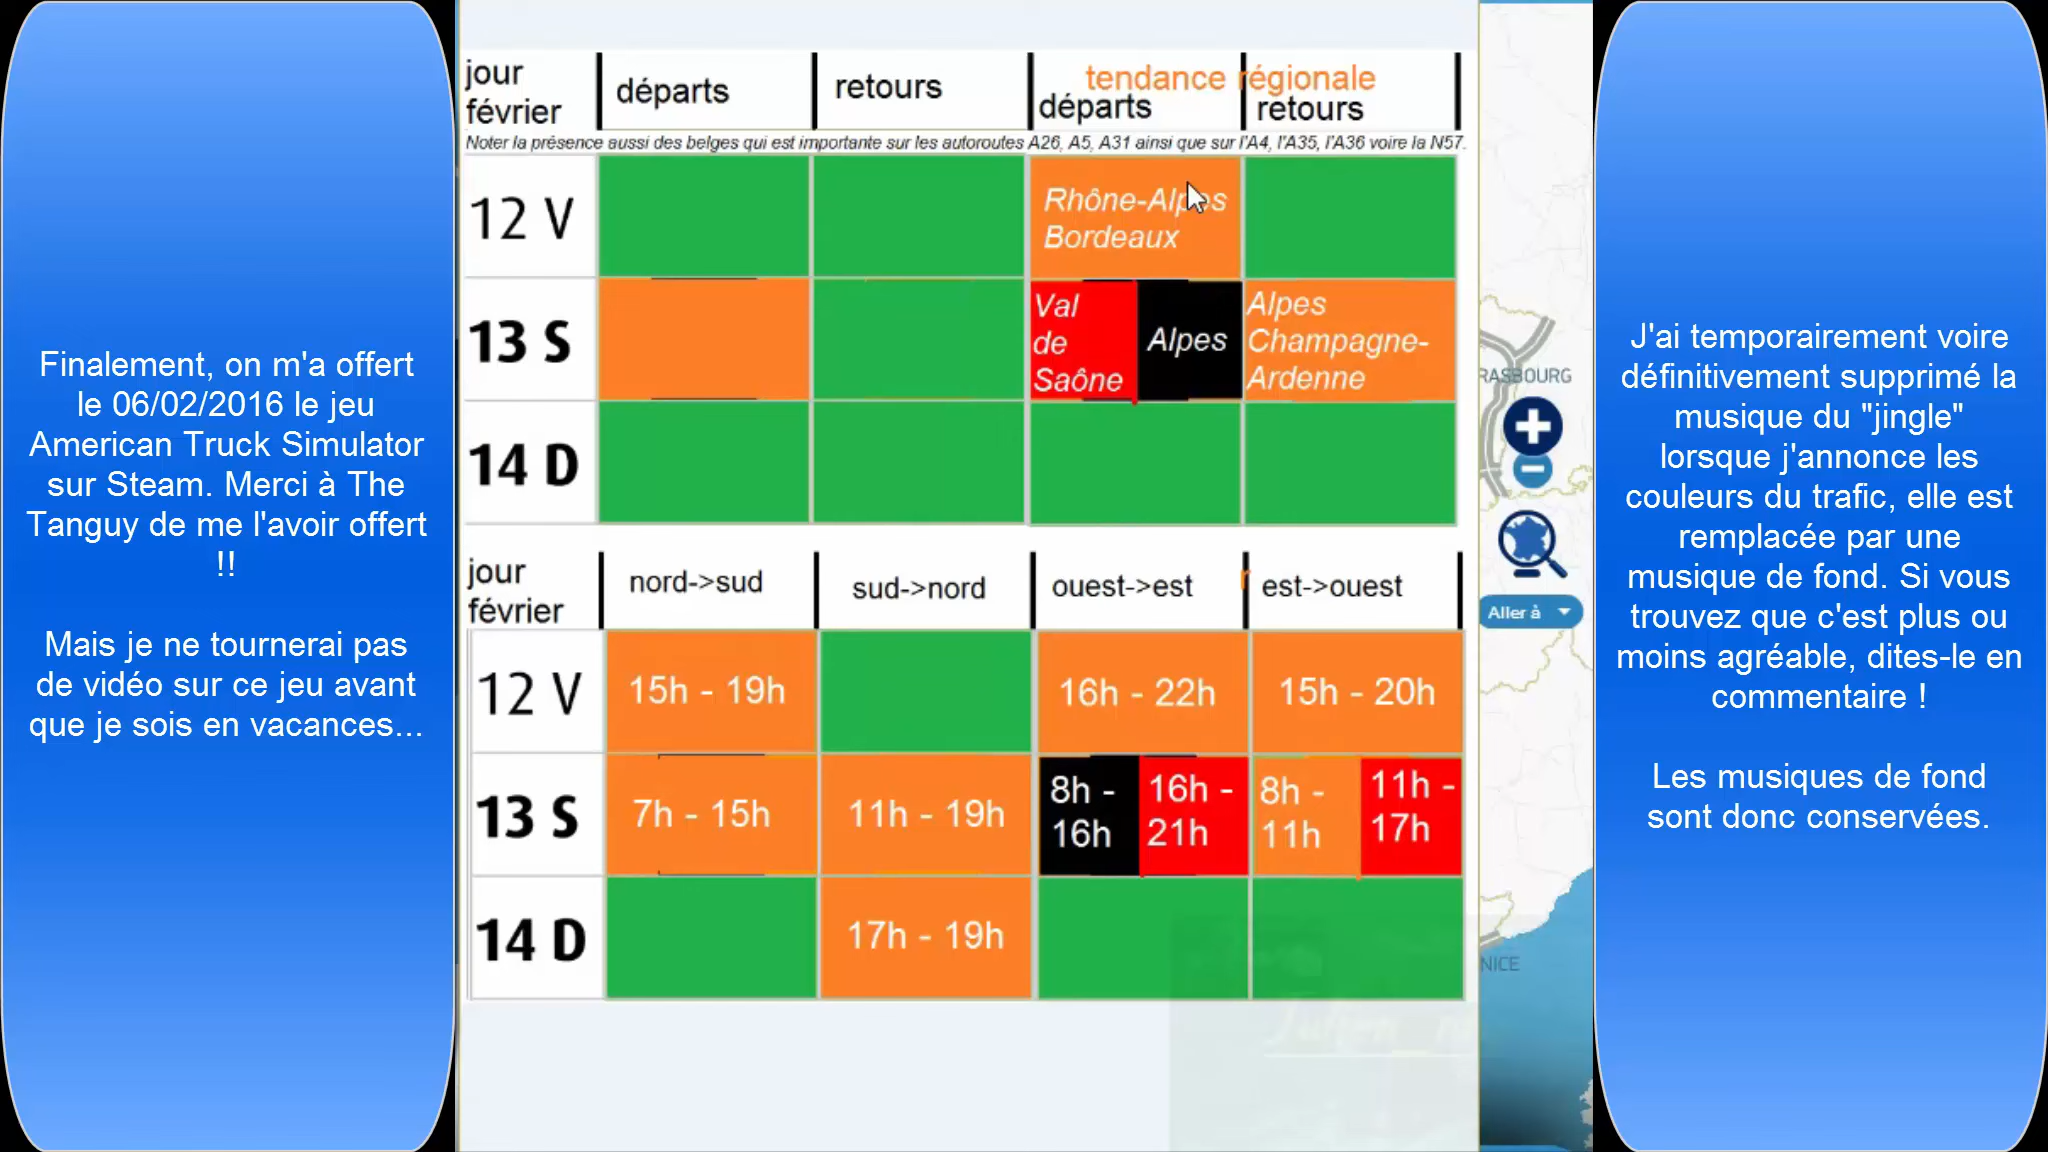 Finalement, on m'a offert
le 06/02/2016 le jeu
American Truck Simulator
sur Steam. Merci à The
Tanguy de me l'avoir offert
!!
Mais je ne tournerai pas
de vidéo sur ce jeu avant
que je sois en vacances...
jour
février
départs
retours
tendance régionale
départs
retours
Noter la présence aussi des belges qui est importante sur les autoroutes A26, A5, A31 ainsi que sur l'A4, l'A35, l'A36 voire la N57.
12 V
Rhône-Alpes
Bordeaux
13 S
Val
de
Saône
Alpes
Alpes
Champagne-
Ardenne
14 D
jour
février
nord->sud
sud->nord
ouest->est
r
est->ouest
12 V
15h - 19h
16h - 22h
15h - 20h
13 S
7h - 15h
11h - 19h
8h -
16h
16h -
21h
8h -
11h
11h -
17h
14 D
17h - 19h
RASBOURG
Aller à
NICE
J'ai temporairement voire
définitivement supprimé la
musique du "jingle"
lorsque j'annonce les
couleurs du trafic, elle est
remplacée par une
musique de fond. Si vous
trouvez que c'est plus ou
moins agréable, dites-le en
commentaire !
Les musiques de fond
sont donc conservées.